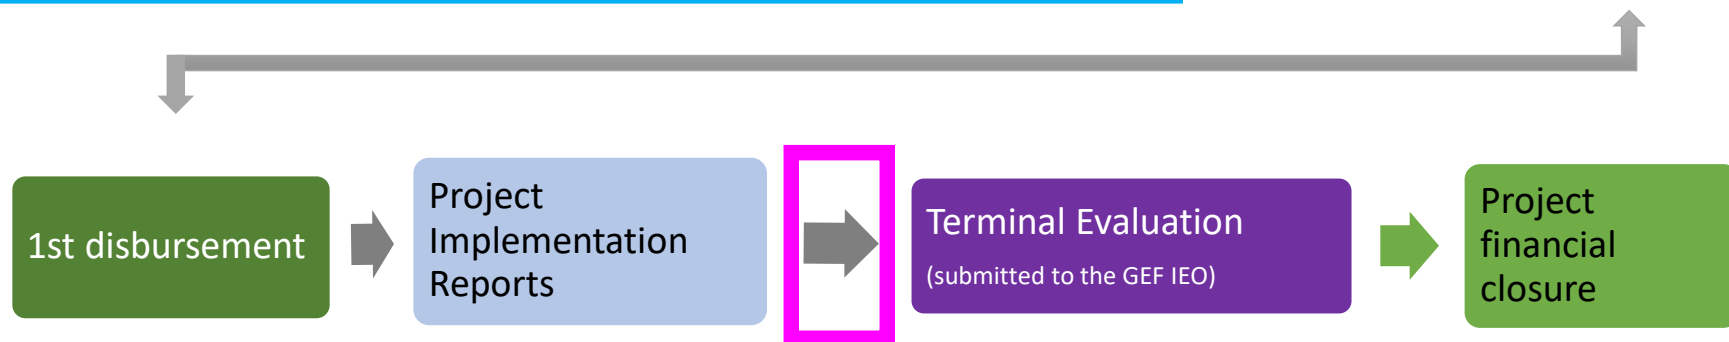 1st disbursement
Project
Implementation
Reports
Terminal Evaluation
(submitted to the GEF IEO)
Project
financial
closure